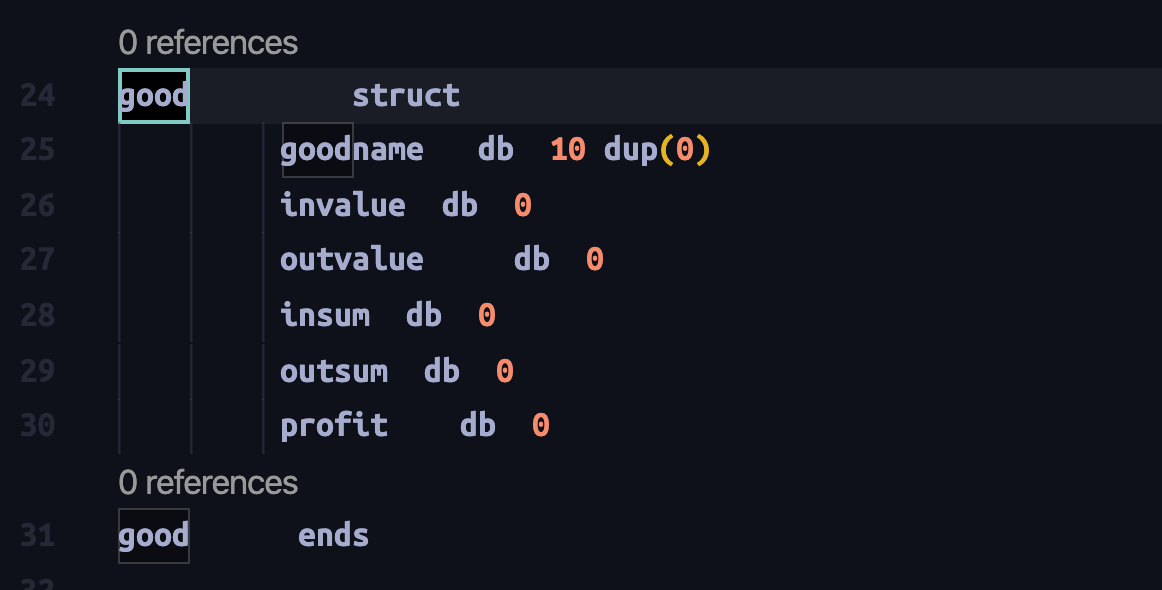 0 references
24 good struct
25 goodname db 10 dup(0)
26 invalue db 0
27 outvalue db 0
28 insum db 0
29 outsum db 0
30 profit db 0
0 references
31 good ends
32